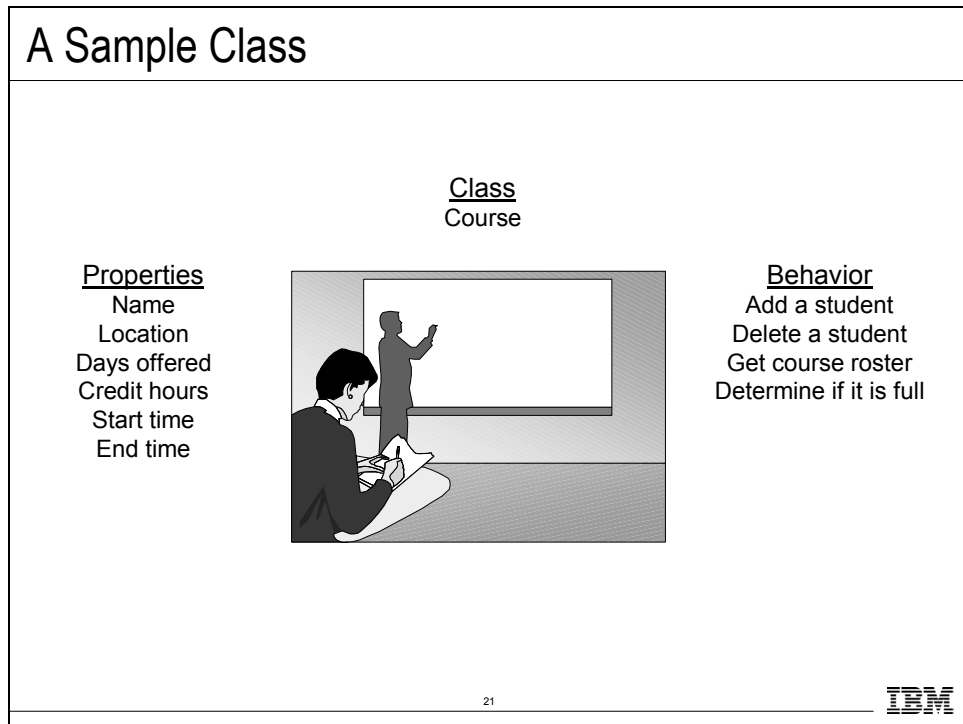 A Sample Class
Class
Course
Properties
Name
Location
Days offered
Credit hours
Start time
End time
Behavior
Add a student
Delete a student
Get course roster
Determine if it is full
21
IBM